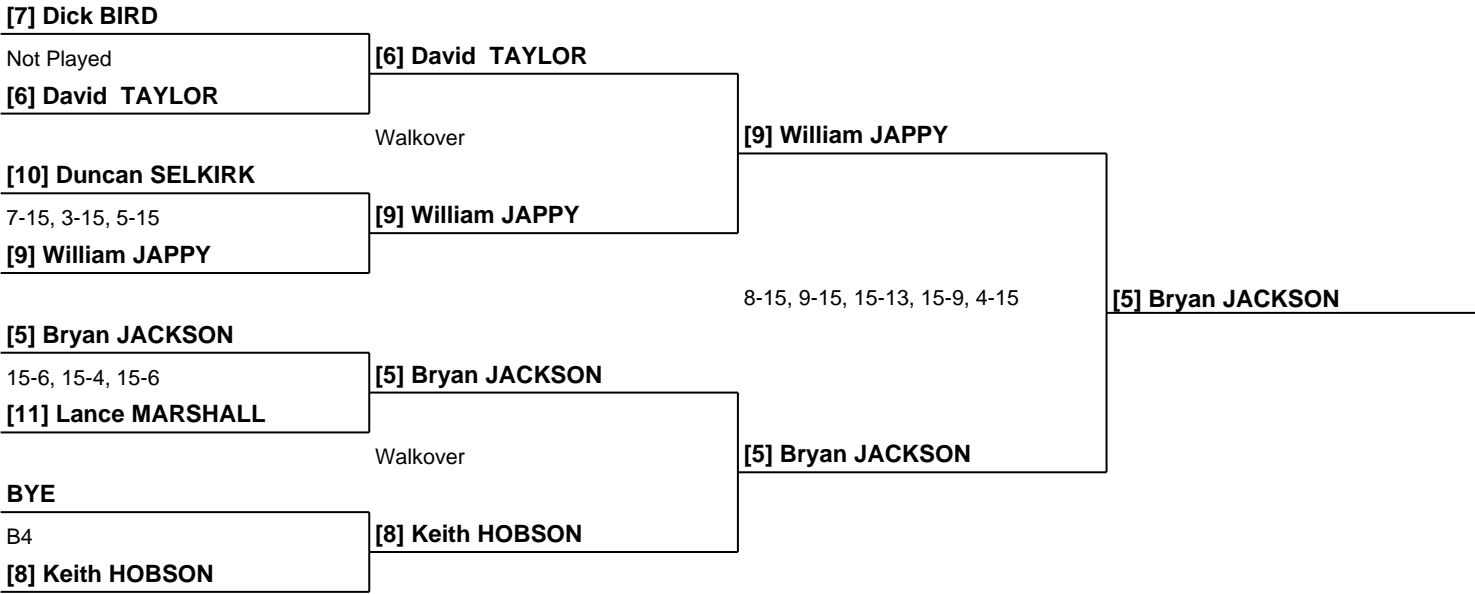 [7] Dick BIRD
Not Played
[6] David  TAYLOR
[6] David  TAYLOR
Walkover
[9] William JAPPY
[10] Duncan SELKIRK
7-15, 3-15, 5-15
[9] William JAPPY
[9] William JAPPY
8-15, 9-15, 15-13, 15-9, 4-15
[5] Bryan JACKSON
[5] Bryan JACKSON
15-6, 15-4, 15-6
[5] Bryan JACKSON
[11] Lance MARSHALL
Walkover
[5] Bryan JACKSON
BYE
B4
[8] Keith HOBSON
[8] Keith HOBSON